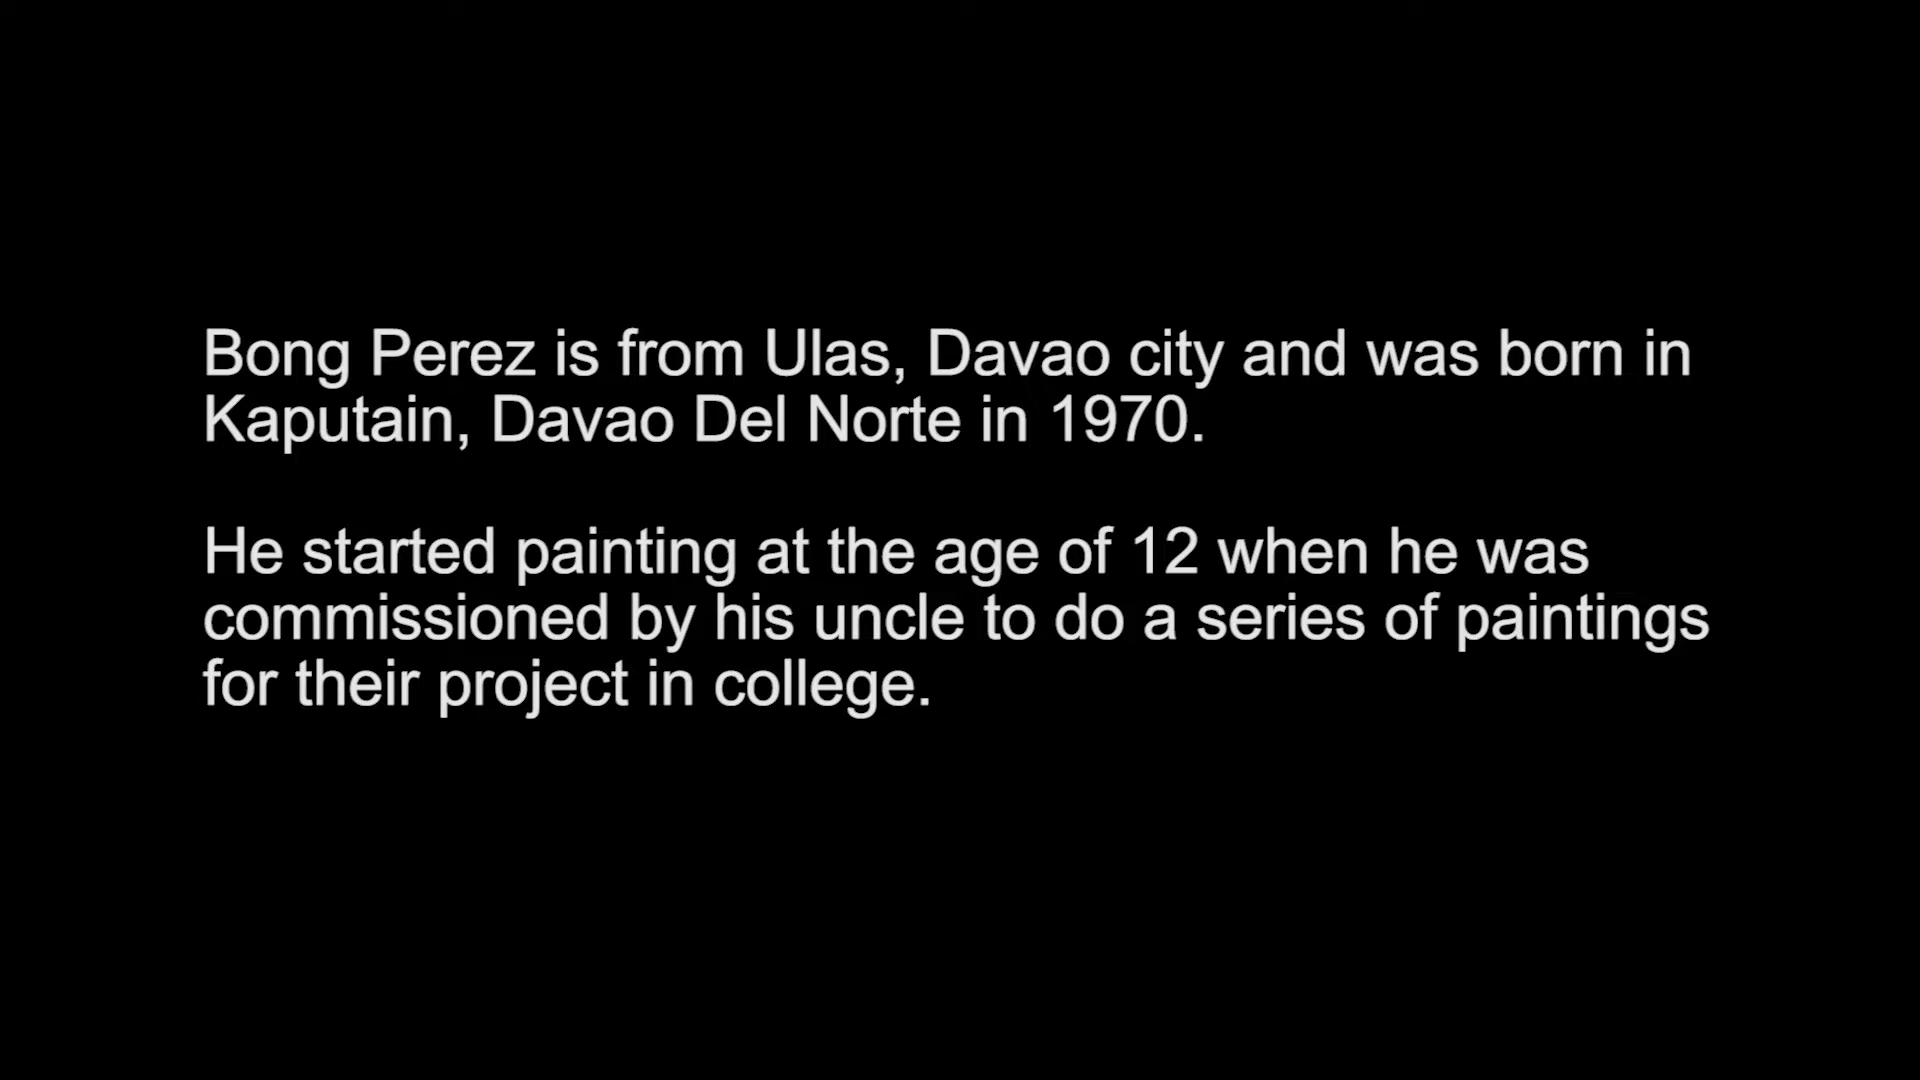 Bong Perez is from Ulas, Davao city and was born in
Kaputain, Davao Del Norte in 1970.
He started painting at the age of 12 when he was
commissioned by his uncle to do a series of paintings
for their project in college.